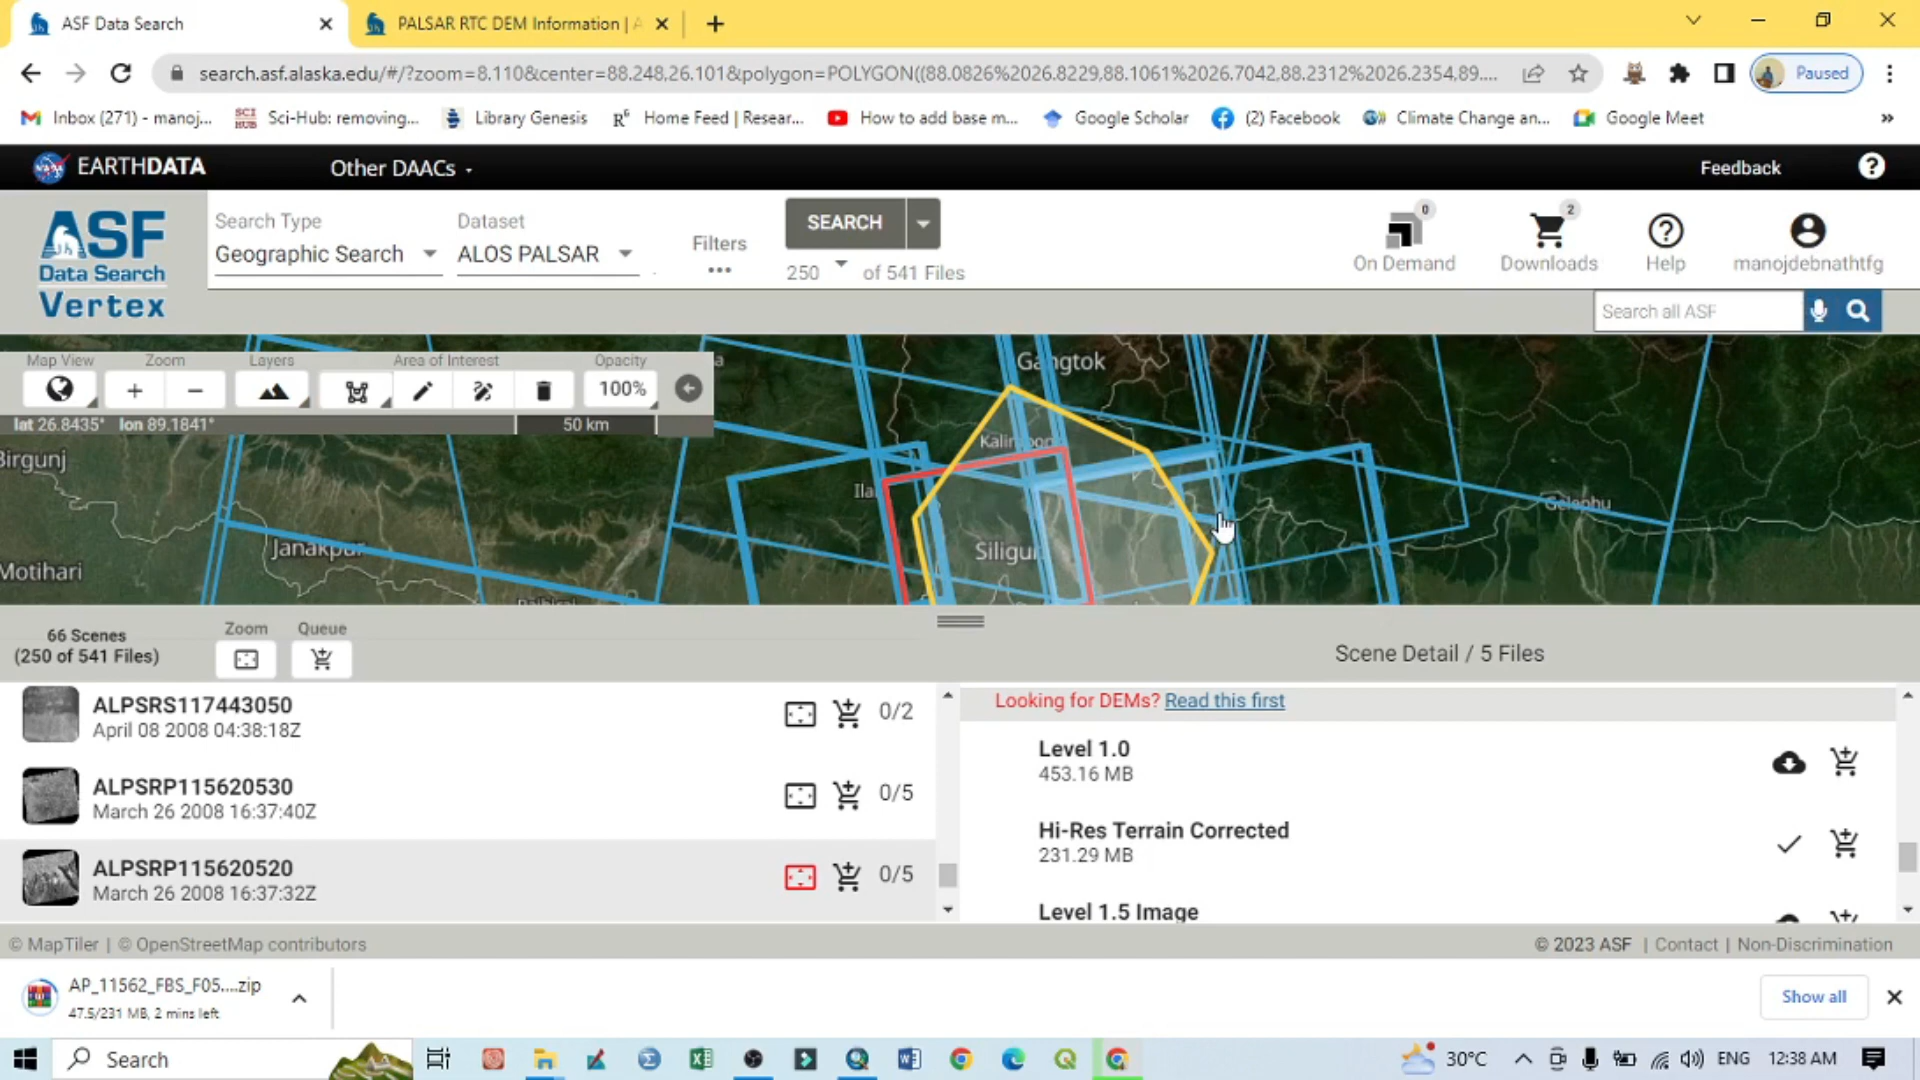 ASF Data Search
PALSAR RTC DEM Information | A
search.asf.alaska.edu/#/?zoom=8.110&center=88.248,26.101&polygon=POLYGON((88.0826%2026.8229,88.1061%2026.7042,88.2312%2026.2354,89....
Paused
Inbox (271) - manoj...
SCI HUB Sci-Hub: removing...
Library Genesis
R⁶ Home Feed | Resear...
How to add base m...
Google Scholar
(2) Facebook
Climate Change an...
Google Meet
»
EARTHDATA
Other DAACs
Feedback
ASF
Data Search
Vertex
Search Type
Geographic Search
Dataset
ALOS PALSAR
Filters
SEARCH
250 of 541 Files
0
On Demand
2
Downloads
Help
manojdebnathtfg
Search all ASF
Map View
Zoom
Layers
Area of Interest
Opacity
100%
lat 26.8435° lon 89.1841°
50 km
Gangtok
Birgunj
Ila
Siligu
Janakpur
Gelephu
Motihari
66 Scenes
(250 of 541 Files)
Zoom
Queue
Scene Detail / 5 Files
ALPSRS117443050
April 08 2008 04:38:18Z
0/2
ALPSRP115620530
March 26 2008 16:37:40Z
0/5
ALPSRP115620520
March 26 2008 16:37:32Z
0/5
Looking for DEMs? Read this first
Level 1.0
453.16 MB
Hi-Res Terrain Corrected
231.29 MB
Level 1.5 Image
© MapTiler | © OpenStreetMap contributors
© 2023 ASF | Contact | Non-Discrimination
AP_11562_FBS_F05....zip
47.5/231 MB, 2 mins left
Show all
Search
30°C
ENG
12:38 AM